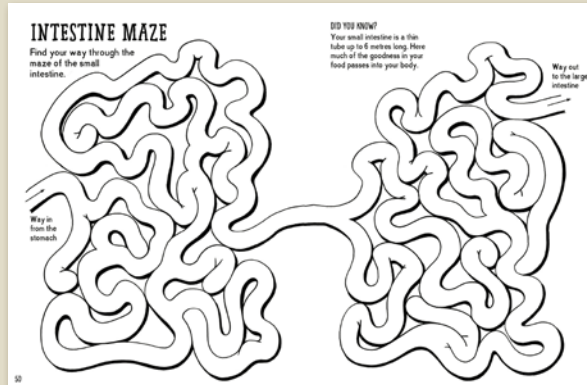 INTESTINE MAZE
Find your way through the
maze of the small
intestine.
DID YOU KNOW?
Your small intestine is a thin
tube up to 6 metres long. Here
much of the goodness in your
food passes into your body.
Way out
to the large
intestine
Way in
from the
stomach
50